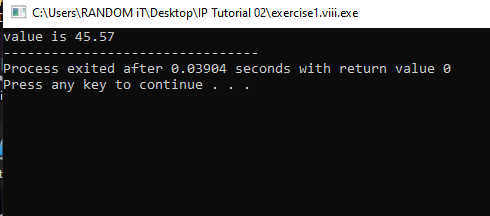 C:\Users\RANDOM iT\Desktop\IP Tutorial 02\exercise1.viii.exe
value is 45.57
--------------------------------
Process exited after 0.03904 seconds with return value 0
Press any key to continue . . .